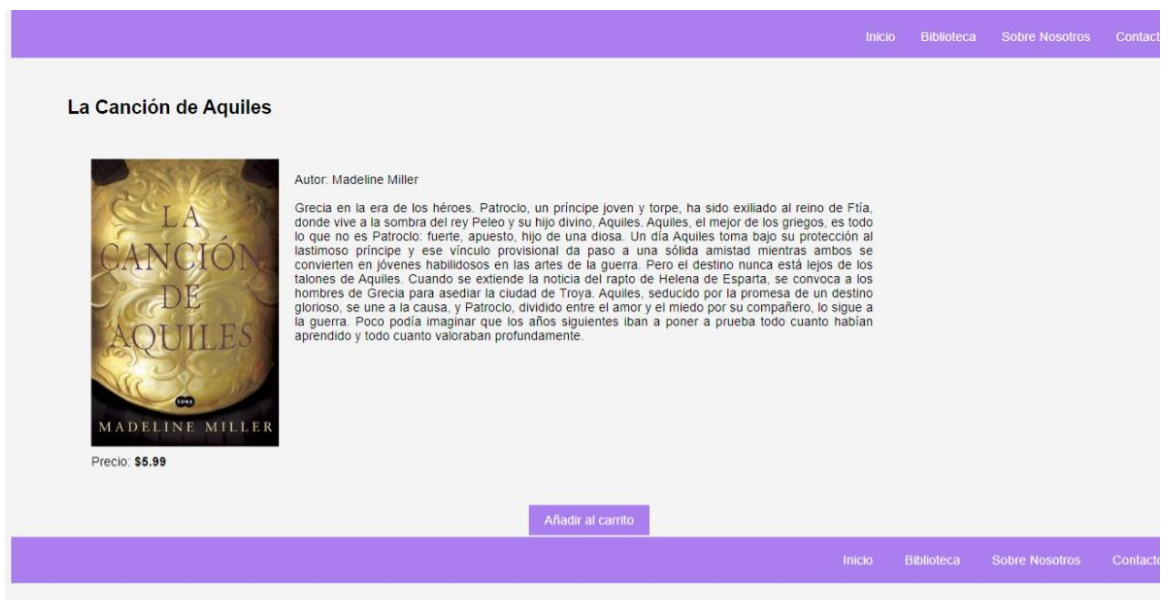 Inicio Biblioteca Sobre Nosotros Contact
La Canción de Aquiles
LA
CANCIÓN
DE
AQUILES
SUMA
MADELINE MILLER
Autor: Madeline Miller
Grecia en la era de los héroes. Patroclo, un príncipe joven y torpe, ha sido exiliado al reino de Ftía,
donde vive a la sombra del rey Peleo y su hijo divino, Aquiles. Aquiles, el mejor de los griegos, es todo
lo que no es Patroclo: fuerte, apuesto, hijo de una diosa. Un día Aquiles toma bajo su protección al
lastimoso príncipe y ese vínculo provisional da paso a una sólida amistad mientras ambos se
convierten en jóvenes habilidosos en las artes de la guerra. Pero el destino nunca está lejos de los
talones de Aquiles. Cuando se extiende la noticia del rapto de Helena de Esparta, se convoca a los
hombres de Grecia para asediar la ciudad de Troya. Aquiles, seducido por la promesa de un destino
glorioso, se une a la causa, y Patroclo, dividido entre el amor y el miedo por su compañero, lo sigue a
la guerra. Poco podía imaginar que los años siguientes iban a poner a prueba todo cuanto habían
aprendido y todo cuanto valoraban profundamente.
Precio: $5.99
Añadir al carrito
Inicio Biblioteca Sobre Nosotros Contacto